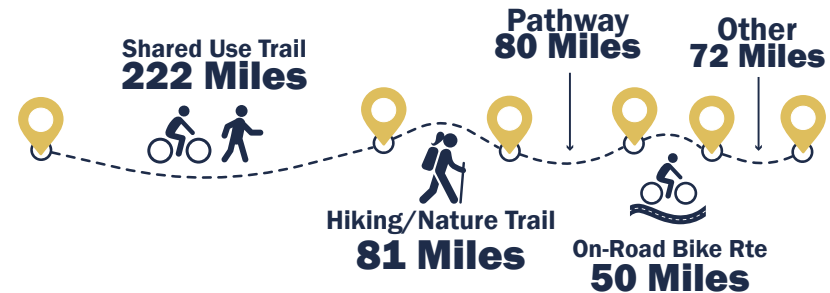 Shared Use Trail
222 Miles
Hiking/Nature Trail
81 Miles
Pathway
80 Miles
On-Road Bike Rte
50 Miles
Other
72 Miles